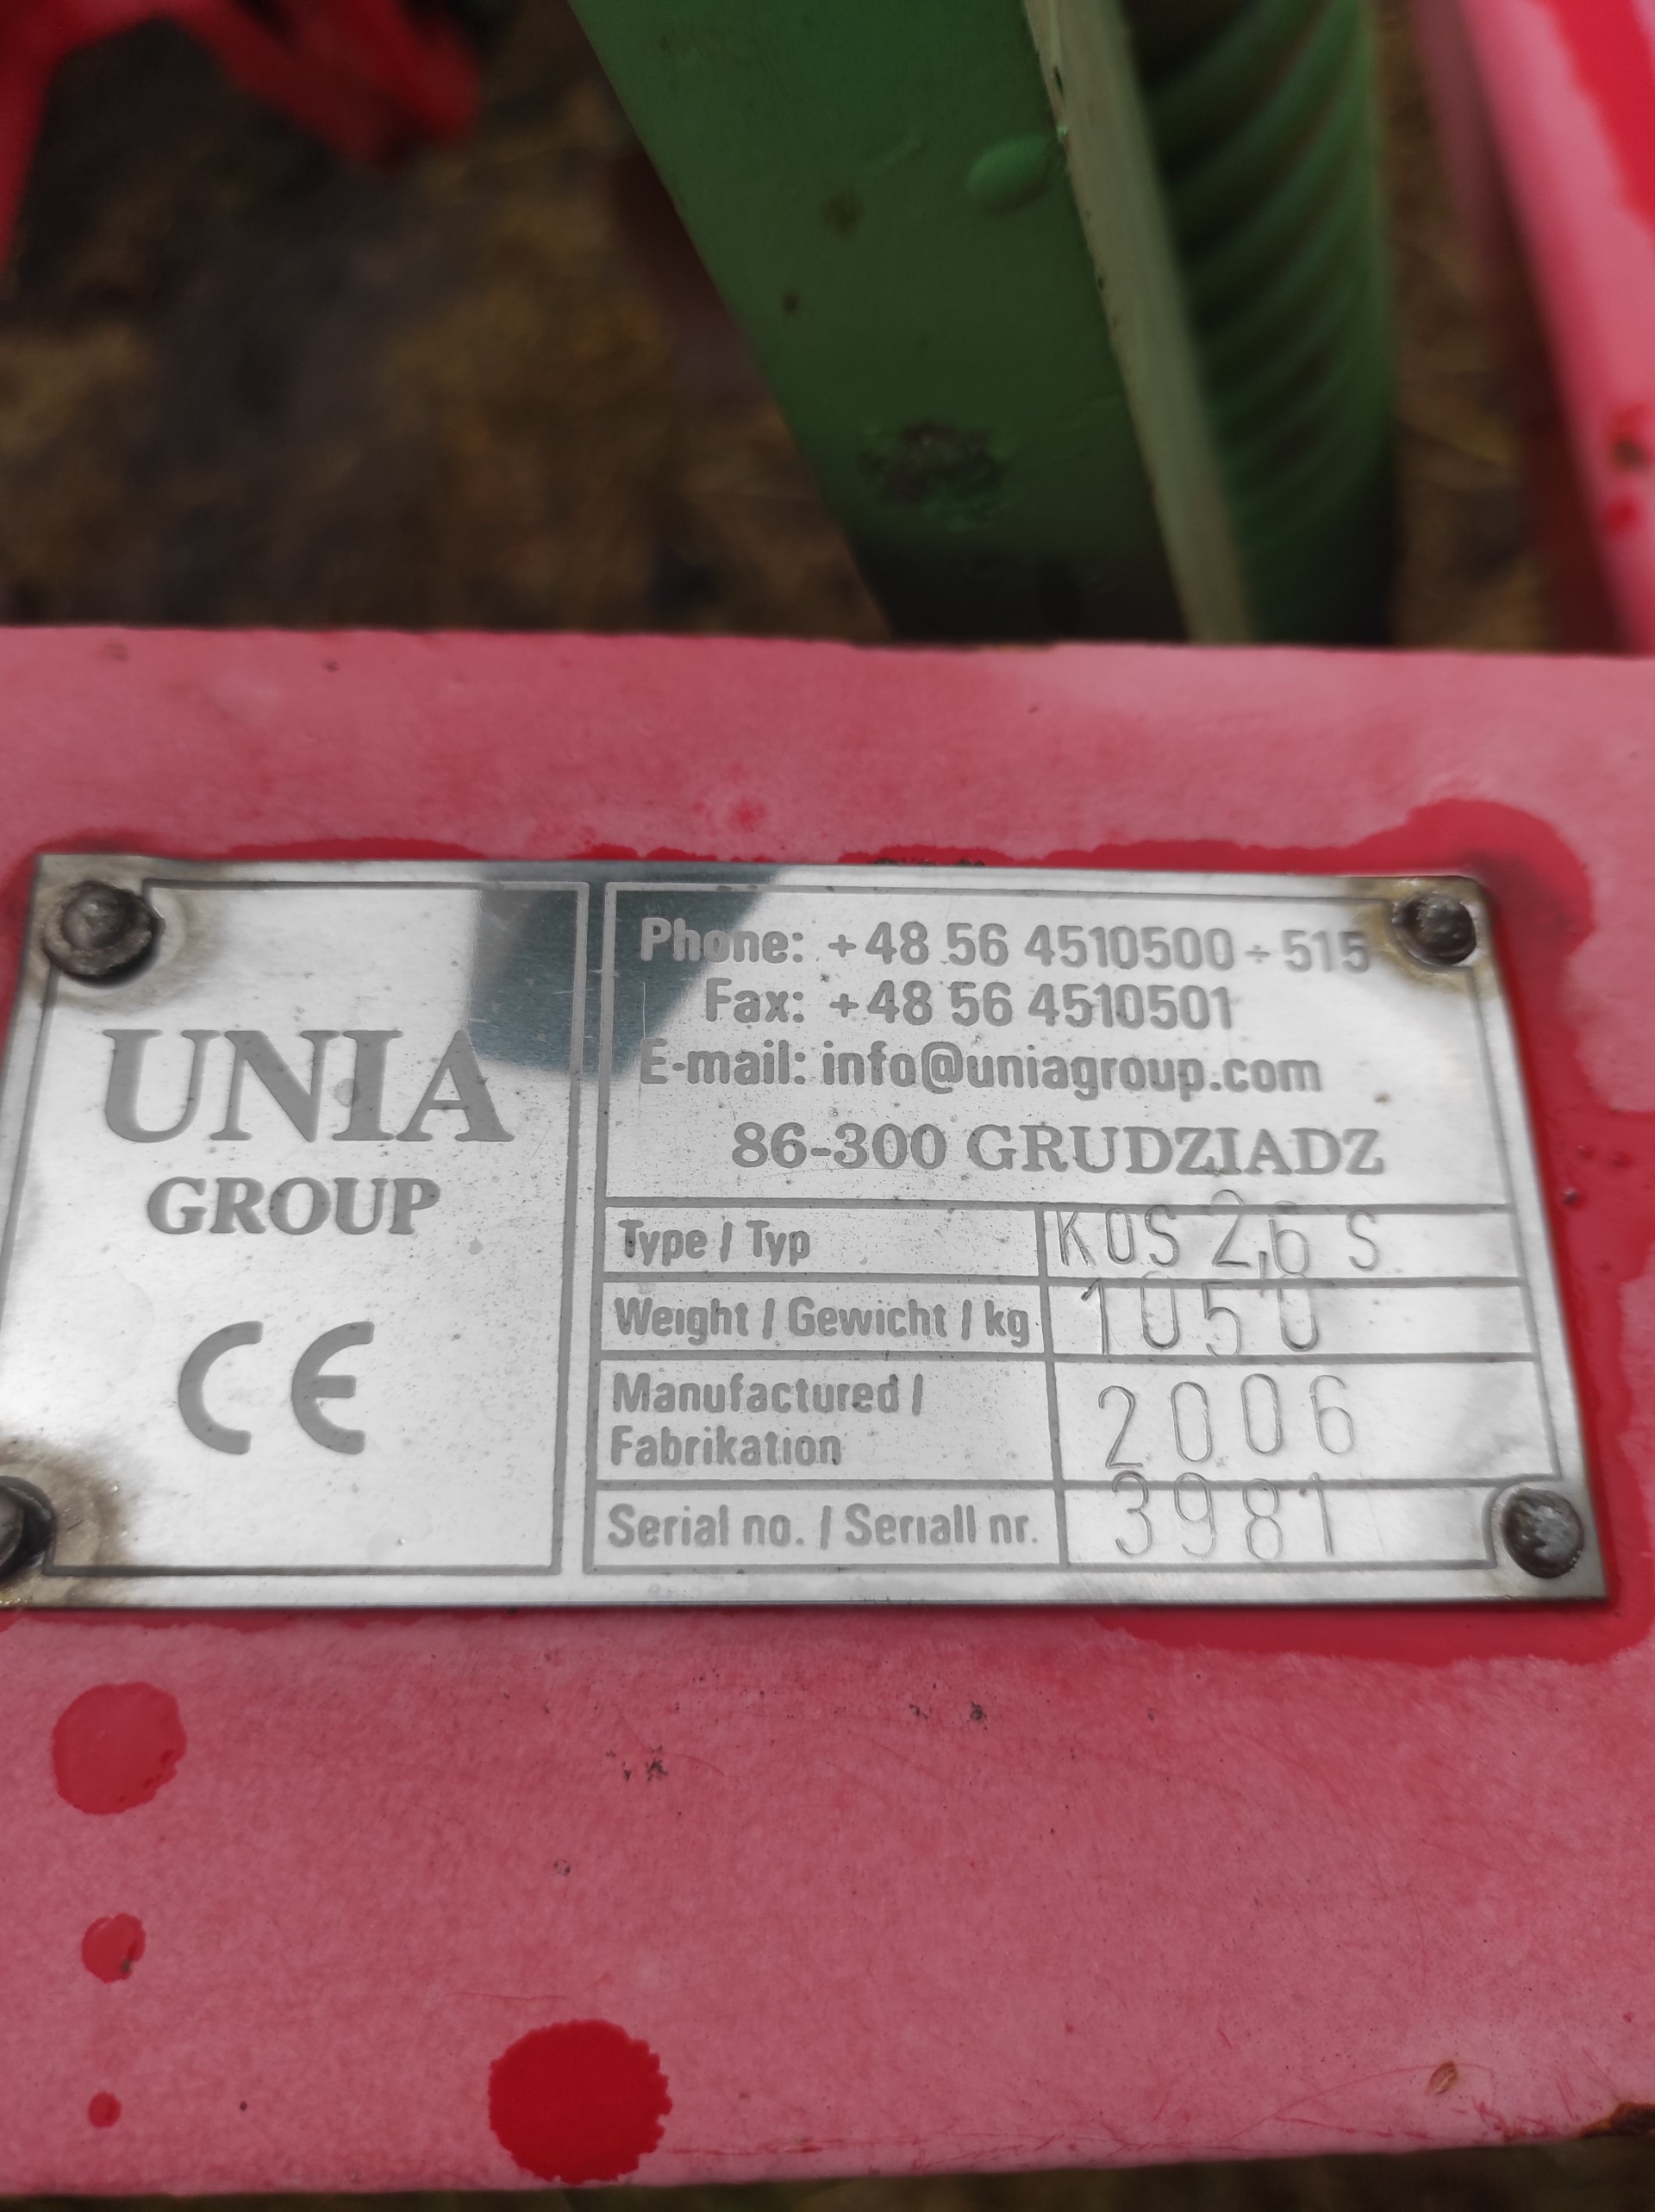 UNIA
GROUP
CE
Phone: +48 56 4510500÷515
Fax: +48 56 4510501
E-mail: info@uniagroup.com
86-300 GRUDZIADZ
Type / Typ KOS 2,6 S
Weight / Gewicht / kg 1050
Manufactured /
Fabrikation 2006
Serial no. / Seriall nr. 3981